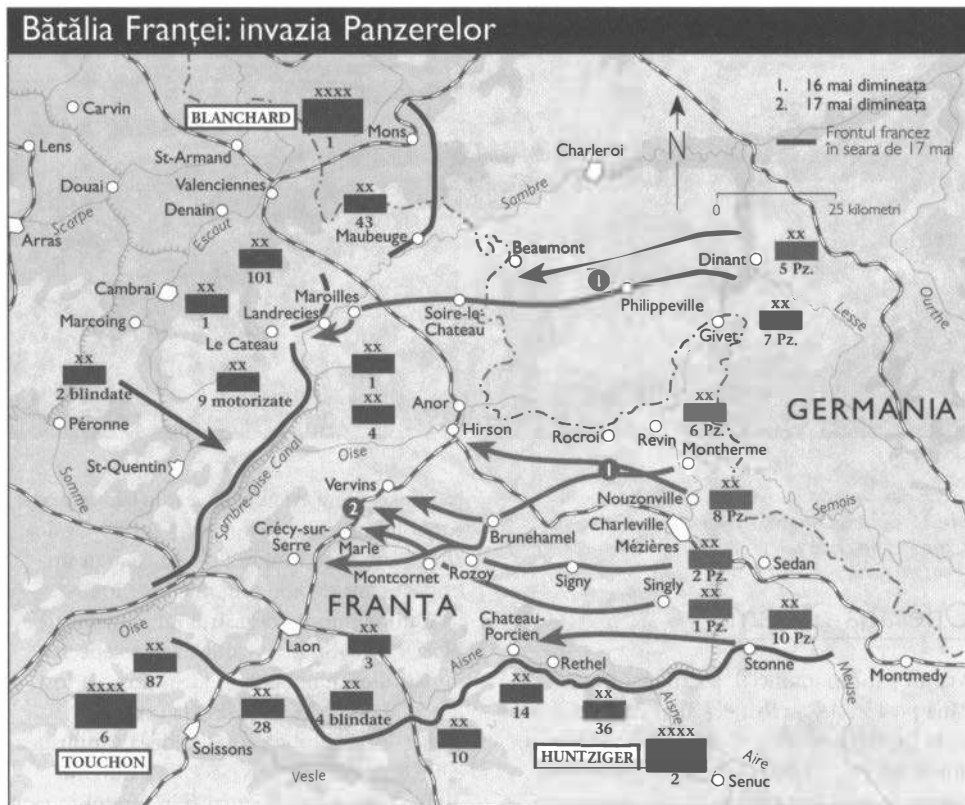 Bătălia Franței: invazia Panzerelor
1. 16 mai dimineața
2. 17 mai dimineața
Frontul francez
în seara de 17 mai
N
0
25 kilometri
Carvin
XXXX
BLANCHARD
1
Mons
Lens
St-Armand
Charleroi
Douai
Valenciennes
Sambre
Denain
Scarpe
Escaut
XX
43
Maubeuge
Arras
Beaumont
Dinant
XX
5 Pz.
XX
101
1
Cambrai
XX
1
Maroilles
Landrecies
Soire-le-
Chateau
Philippeville
Lesse
Ourthe
Marcoing
Le Cateau
Givet
XX
7 Pz.
XX
2 blindate
XX
9 motorizate
XX
1
XX
4
Anor
Hirson
Péronne
Rocroi
Revin
XX
6 Pz.
GERMANIA
Montherme
St-Quentin
Oise
Somme
Sambre-Oise Canal
1
Vervins
Nouzonville
XX
8 Pz.
Semois
2
Crécy-sur-
Serre
Marle
Brunehamel
Charleville
Mézières
Montcornet
Rozoy
Signy
Singly
XX
2 Pz.
Sedan
FRANTA
XX
1 Pz.
XX
10 Pz.
Chateau-
Porcien
Oise
Laon
XX
3
Aisne
Rethel
Stonne
Meuse
Montmedy
XX
87
XXXX
6
TOUCHON
XX
28
XX
4 blindate
XX
14
XX
36
Aisne
XX
10
Soissons
Vesle
HUNTZIGER
XXXX
2
Aire
Senuc